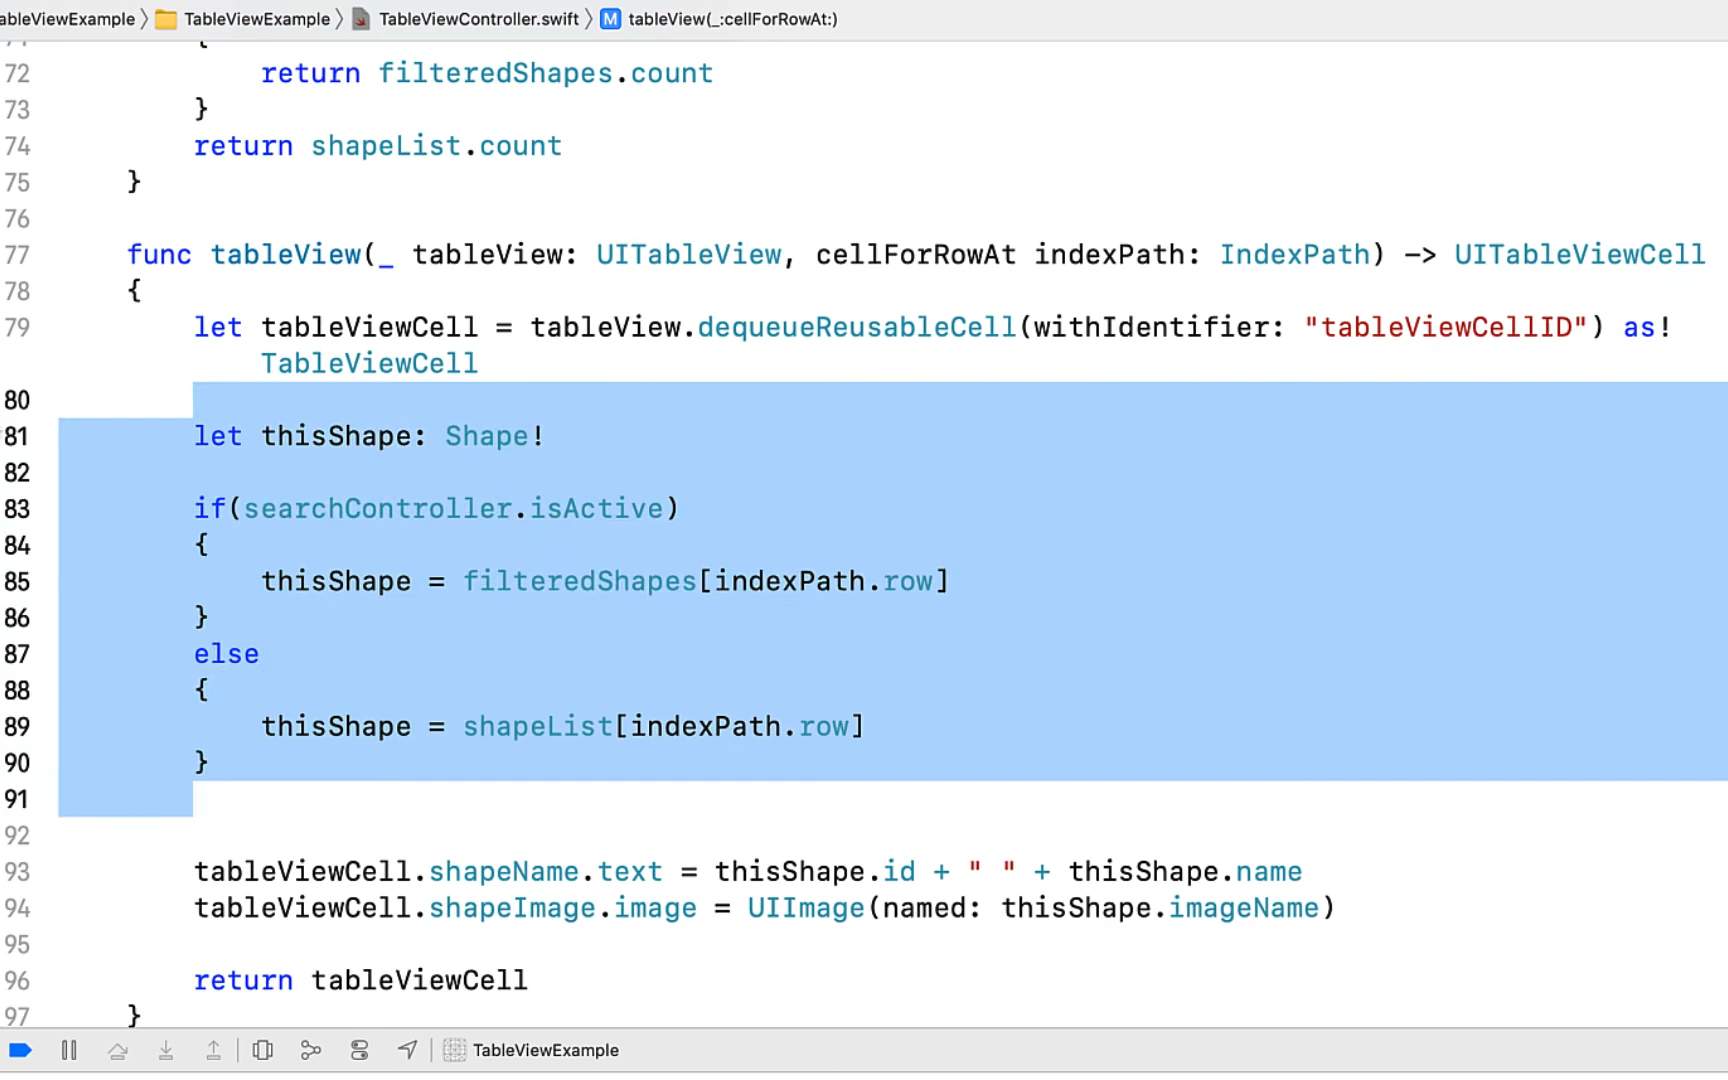 ableViewExample 〉 TableViewExample 〉 TableViewController.swift 〉 M tableView(_:cellForRowAt:)
{
72 return filteredShapes.count
73 }
74 return shapeList.count
75 }
76
77 func tableView(_ tableView: UITableView, cellForRowAt indexPath: IndexPath) -> UITableViewCell
78 {
79 let tableViewCell = tableView.dequeueReusableCell(withIdentifier: "tableViewCellID") as!
TableViewCell
80
81 let thisShape: Shape!
82
83 if(searchController.isActive)
84 {
85 thisShape = filteredShapes[indexPath.row]
86 }
87 else
88 {
89 thisShape = shapeList[indexPath.row]
90 }
91
92
93 tableViewCell.shapeName.text = thisShape.id + " " + thisShape.name
94 tableViewCell.shapeImage.image = UIImage(named: thisShape.imageName)
95
96 return tableViewCell
97 }
TableViewExample